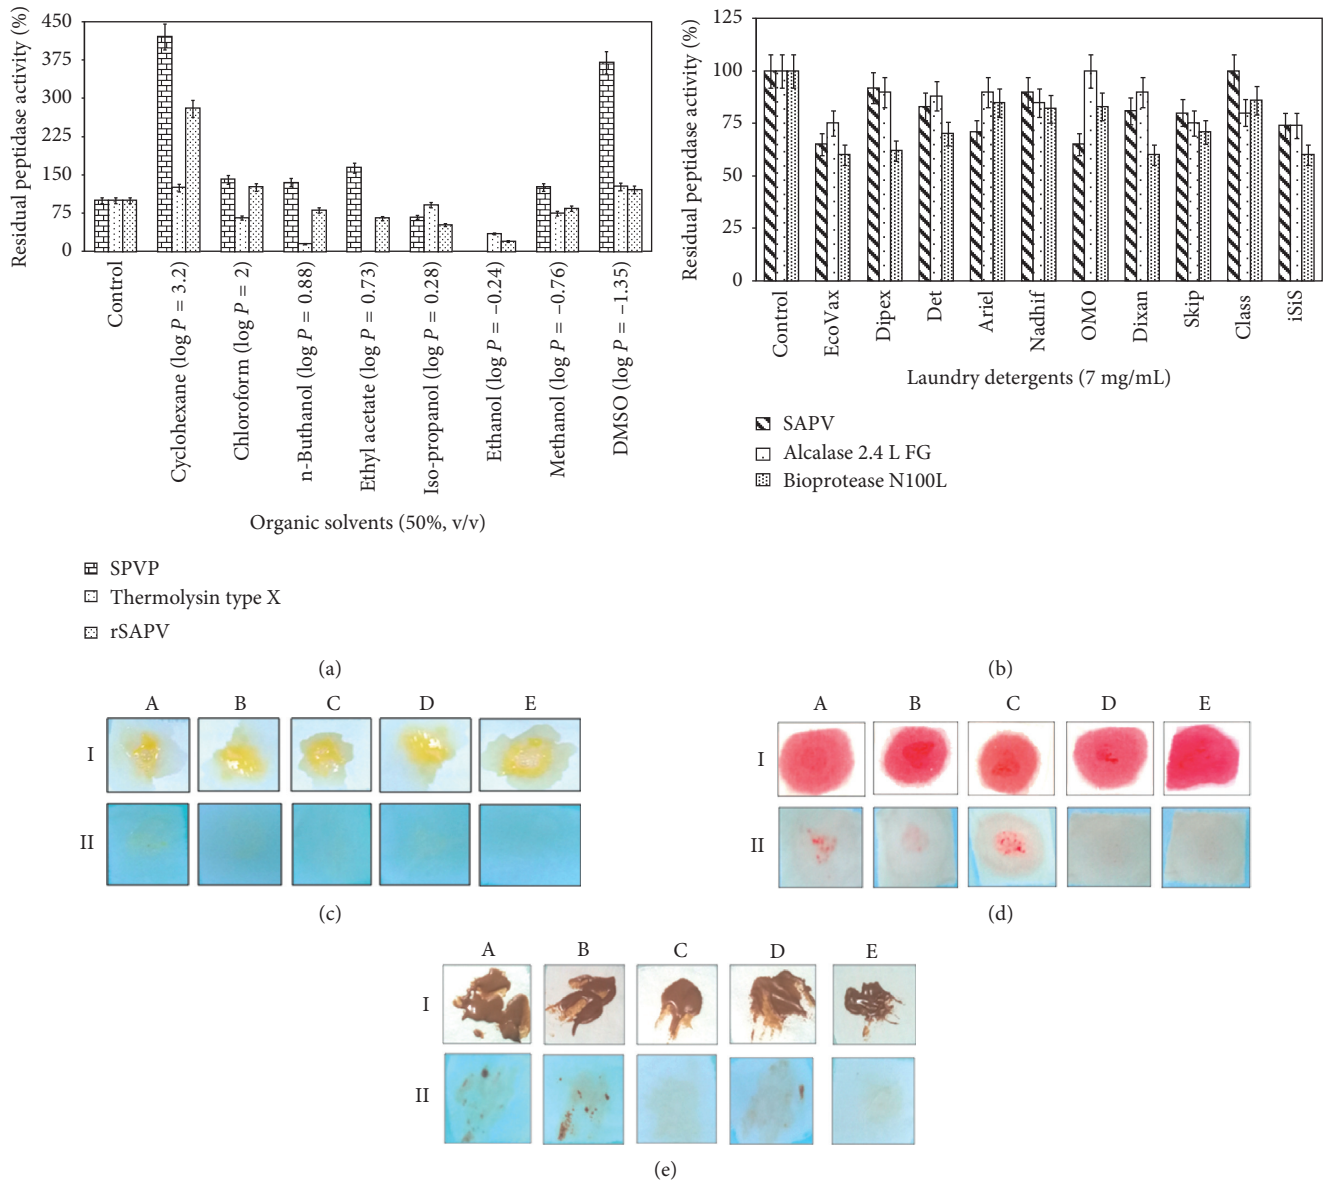 Residual peptidase activity (%)
450
375
300
225
150
75
0
Control
Cyclohexane (log P = 3.2)
Chloroform (log P = 2)
n-Buthanol (log P = 0.88)
Ethyl acetate (log P = 0.73)
Iso-propanol (log P = 0.28)
Ethanol (log P = −0.24)
Methanol (log P = −0.76)
DMSO (log P = −1.35)
Organic solvents (50%, v/v)
SPVP
Thermolysin type X
rSAPV
(a)
Residual peptidase activity (%)
125
100
75
50
25
0
Control
EcoVax
Dipex
Det
Ariel
Nadhif
OMO
Dixan
Skip
Class
iSiS
Laundry detergents (7 mg/mL)
SAPV
Alcalase 2.4 L FG
Bioprotease N100L
(b)
A B C D E
I
II
(c)
A B C D E
I
II
(d)
A B C D E
I
II
(e)